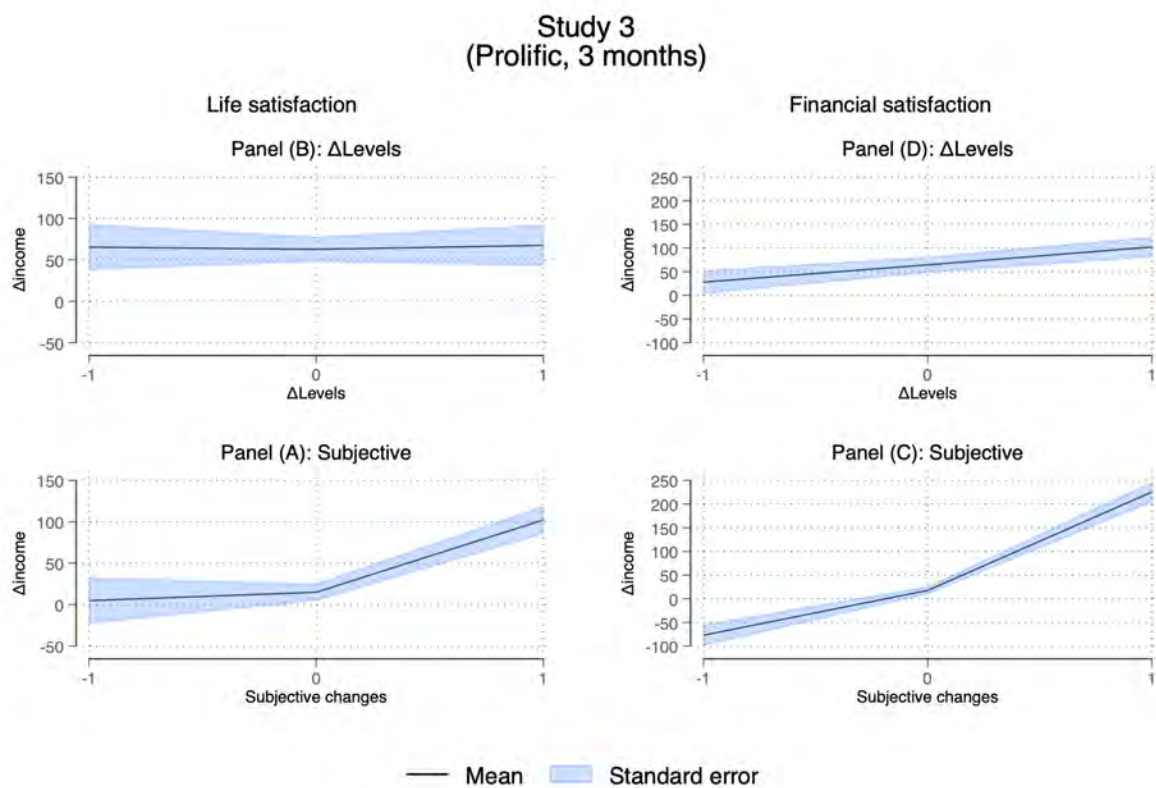 Study 3
(Prolific, 3 months)
Life satisfaction
Financial satisfaction
Panel (B): ΔLevels
150
100
50
0
-50
Δincome
-1
0
1
ΔLevels
Panel (D): ΔLevels
250
200
150
100
50
0
-50
-100
Δincome
-1
0
1
ΔLevels
Panel (A): Subjective
150
100
50
0
-50
Δincome
-1
0
1
Subjective changes
Panel (C): Subjective
250
200
150
100
50
0
-50
-100
Δincome
-1
0
1
Subjective changes
Mean
Standard error